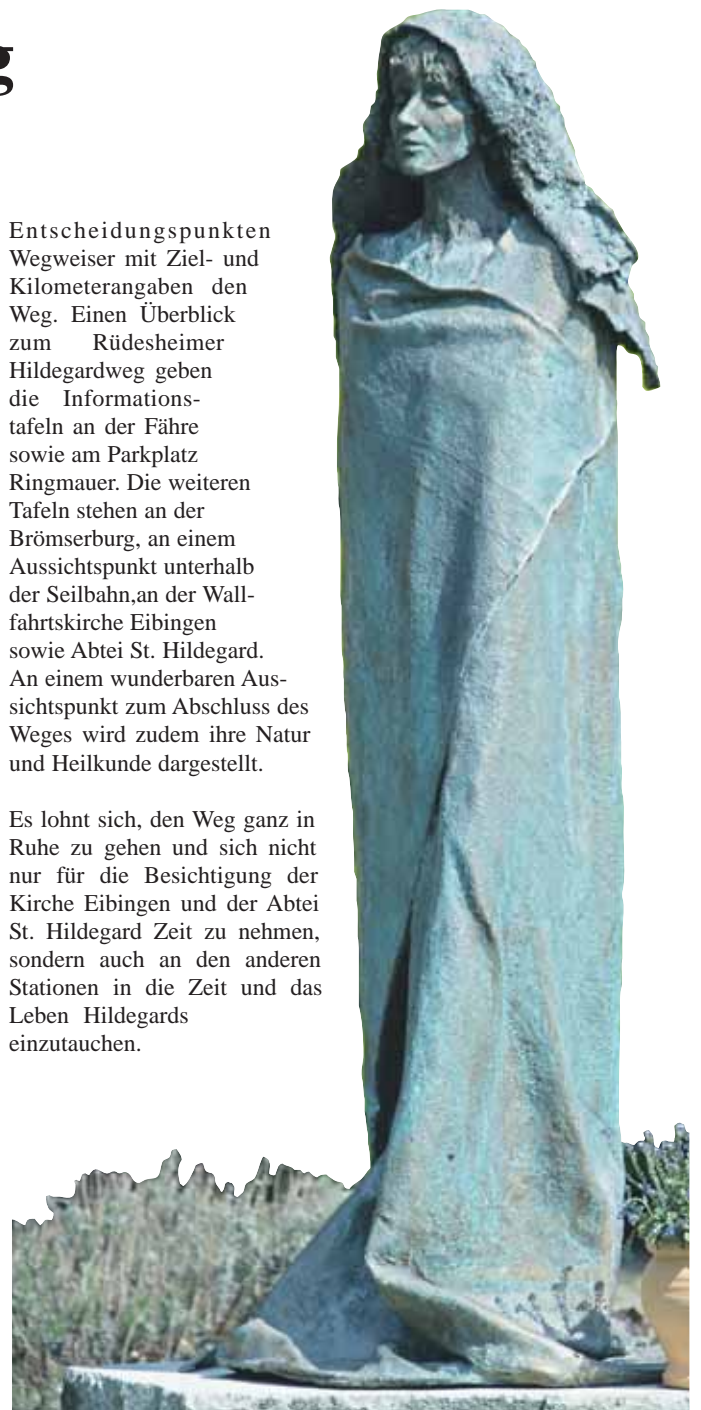 g
Entscheidungspunkten
Wegweiser mit Ziel- und
Kilometerangaben den
Weg. Einen Überblick
zum Rüdesheimer
Hildegardweg geben
die Informations-
tafeln an der Fähre
sowie am Parkplatz
Ringmauer. Die weiteren
Tafeln stehen an der
Brömserburg, an einem
Aussichtspunkt unterhalb
der Seilbahn,an der Wall-
fahrtskirche Eibingen
sowie Abtei St. Hildegard.
An einem wunderbaren Aus-
sichtspunkt zum Abschluss des
Weges wird zudem ihre Natur
und Heilkunde dargestellt.
Es lohnt sich, den Weg ganz in
Ruhe zu gehen und sich nicht
nur für die Besichtigung der
Kirche Eibingen und der Abtei
St. Hildegard Zeit zu nehmen,
sondern auch an den anderen
Stationen in die Zeit und das
Leben Hildegards
einzutauchen.